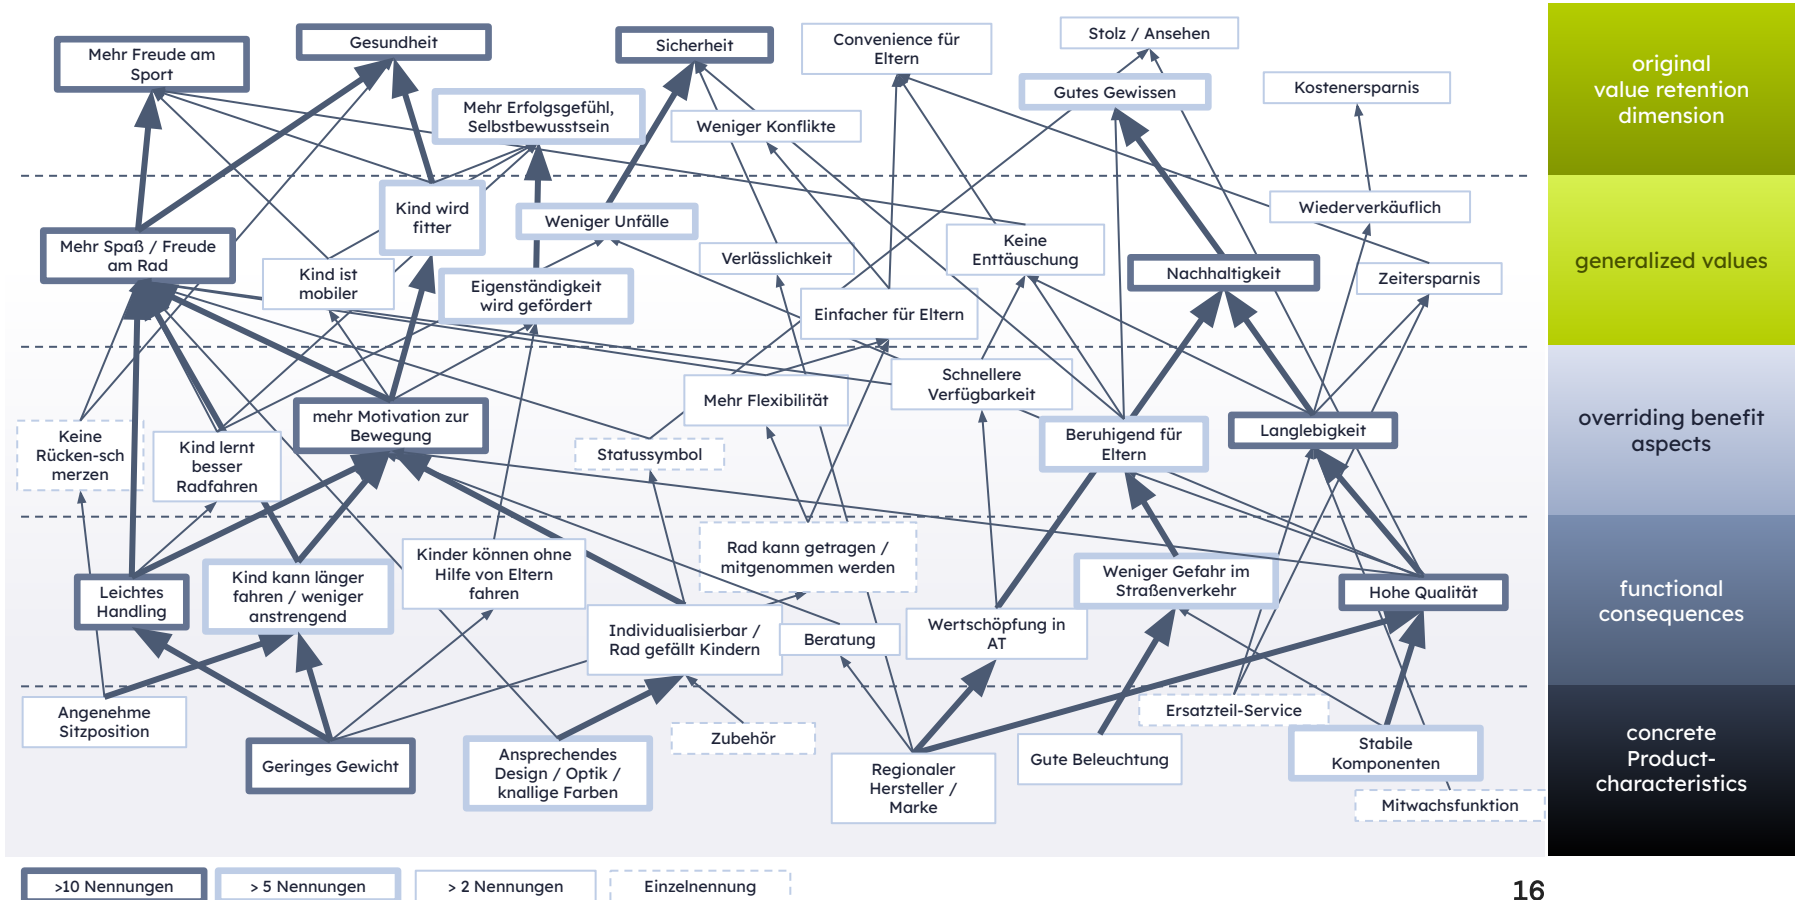 Mehr Freude am
Sport
Gesundheit
Sicherheit
Convenience für
Eltern
Stolz / Ansehen
Mehr Erfolgsgefühl,
Selbstbewusstsein
Weniger Konflikte
Gutes Gewissen
Kostenersparnis
original
value retention
dimension
Mehr Spaß / Freude
am Rad
Kind wird
fitter
Weniger Unfälle
Kind ist
mobiler
Eigenständigkeit
wird gefördert
Verlässlichkeit
Einfacher für Eltern
Keine
Enttäuschung
Nachhaltigkeit
Wiederverkäuflich
Zeitersparnis
generalized values
Keine
Rücken-sch
merzen
Kind lernt
besser
Radfahren
mehr Motivation zur
Bewegung
Statussymbol
Mehr Flexibilität
Schnellere
Verfügbarkeit
Beruhigend für
Eltern
Langlebigkeit
overriding benefit
aspects
Leichtes
Handling
Kind kann länger
fahren / weniger
anstrengend
Kinder können ohne
Hilfe von Eltern
fahren
Individualisierbar /
Rad gefällt Kindern
Rad kann getragen /
mitgenommen werden
Beratung
Wertschöpfung in
AT
Weniger Gefahr im
Straßenverkehr
Hohe Qualität
functional
consequences
Angenehme
Sitzposition
Geringes Gewicht
Ansprechendes
Design / Optik /
knallige Farben
Zubehör
Regionaler
Hersteller /
Marke
Gute Beleuchtung
Ersatzteil-Service
Stabile
Komponenten
Mitwachsfunktion
concrete
Product-
characteristics
>10 Nennungen
> 5 Nennungen
> 2 Nennungen
Einzelnennung
16